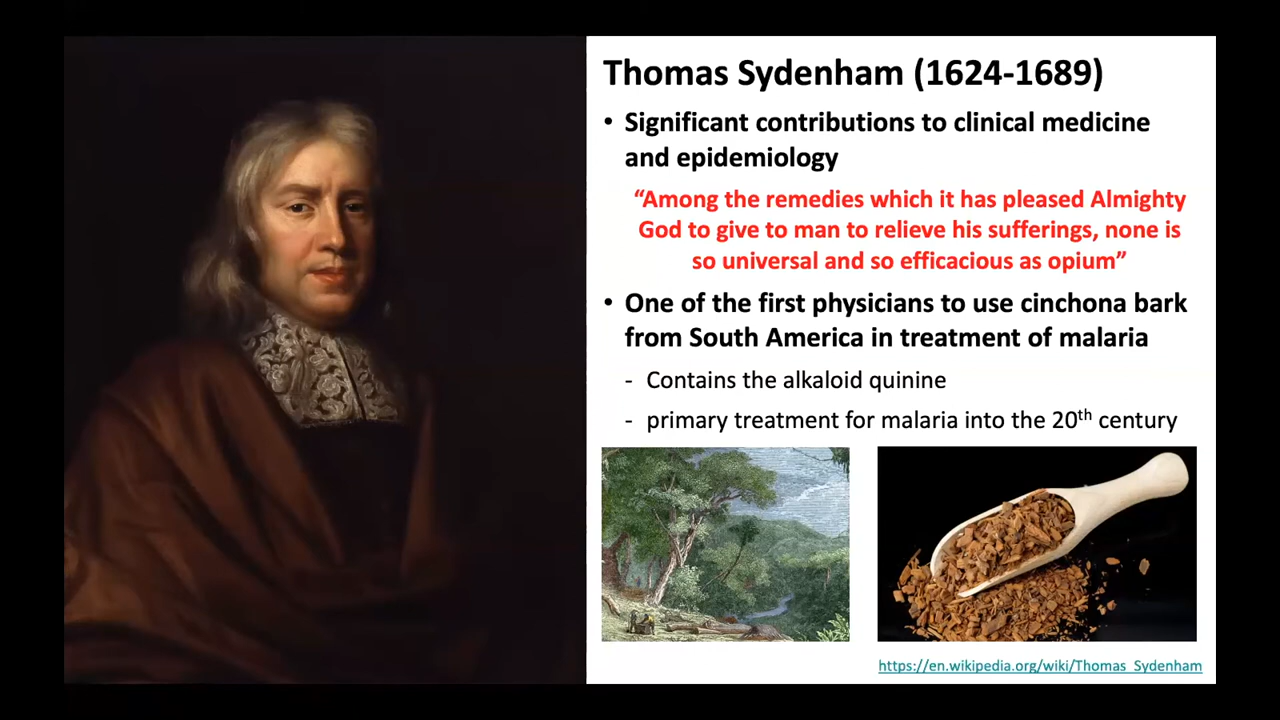 Thomas Sydenham (1624-1689)
• Significant contributions to clinical medicine
and epidemiology
“Among the remedies which it has pleased Almighty
God to give to man to relieve his sufferings, none is
so universal and so efficacious as opium”
• One of the first physicians to use cinchona bark
from South America in treatment of malaria
- Contains the alkaloid quinine
- primary treatment for malaria into the 20th century
https://en.wikipedia.org/wiki/Thomas_Sydenham